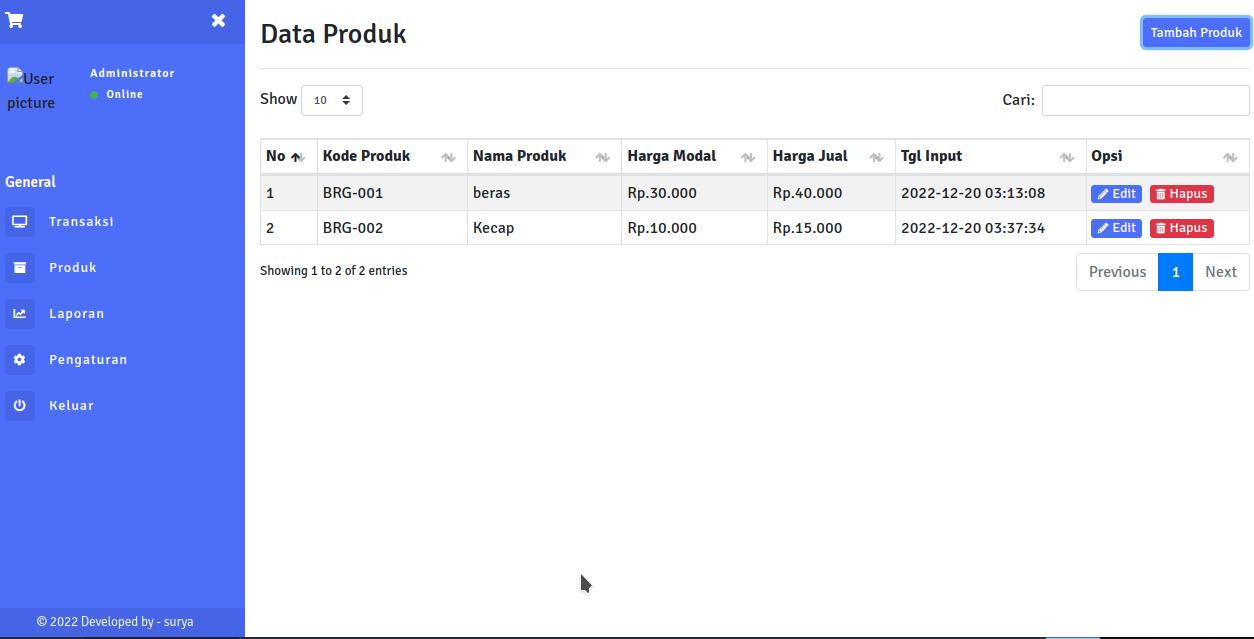 Data Produk
Tambah Produk
User picture
Administrator
Online
General
Transaksi
Produk
Laporan
Pengaturan
Keluar
© 2022 Developed by - surya
Show 10
Cari:
No Kode Produk Nama Produk Harga Modal Harga Jual Tgl Input Opsi
1 BRG-001 beras Rp.30.000 Rp.40.000 2022-12-20 03:13:08 Edit Hapus
2 BRG-002 Kecap Rp.10.000 Rp.15.000 2022-12-20 03:37:34 Edit Hapus
Showing 1 to 2 of 2 entries
Previous 1 Next